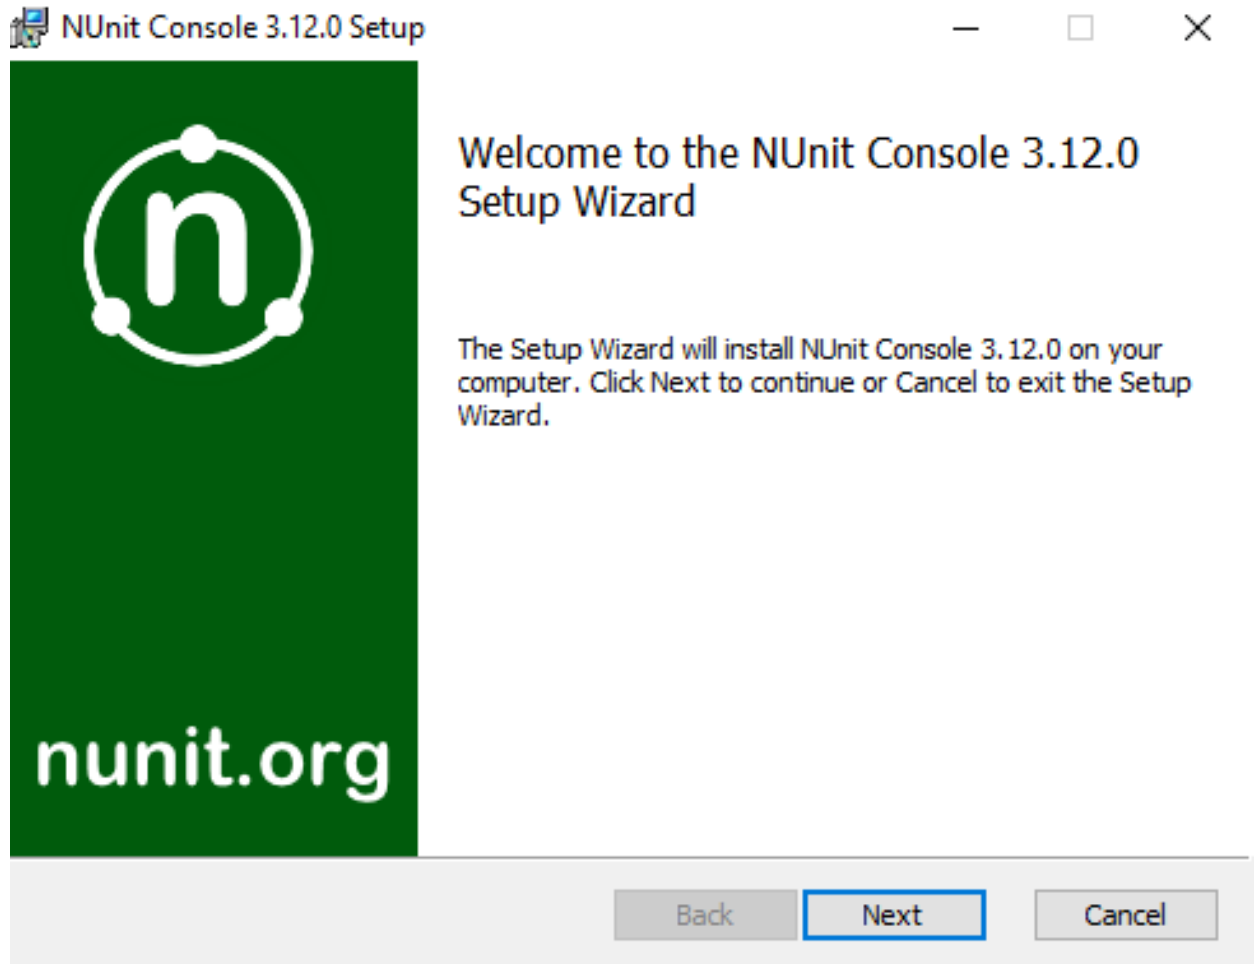 NUnit Console 3.12.0 Setup
n
Welcome to the NUnit Console 3.12.0
Setup Wizard
The Setup Wizard will install NUnit Console 3.12.0 on your
computer. Click Next to continue or Cancel to exit the Setup
Wizard.
nunit.org
Back
Next
Cancel